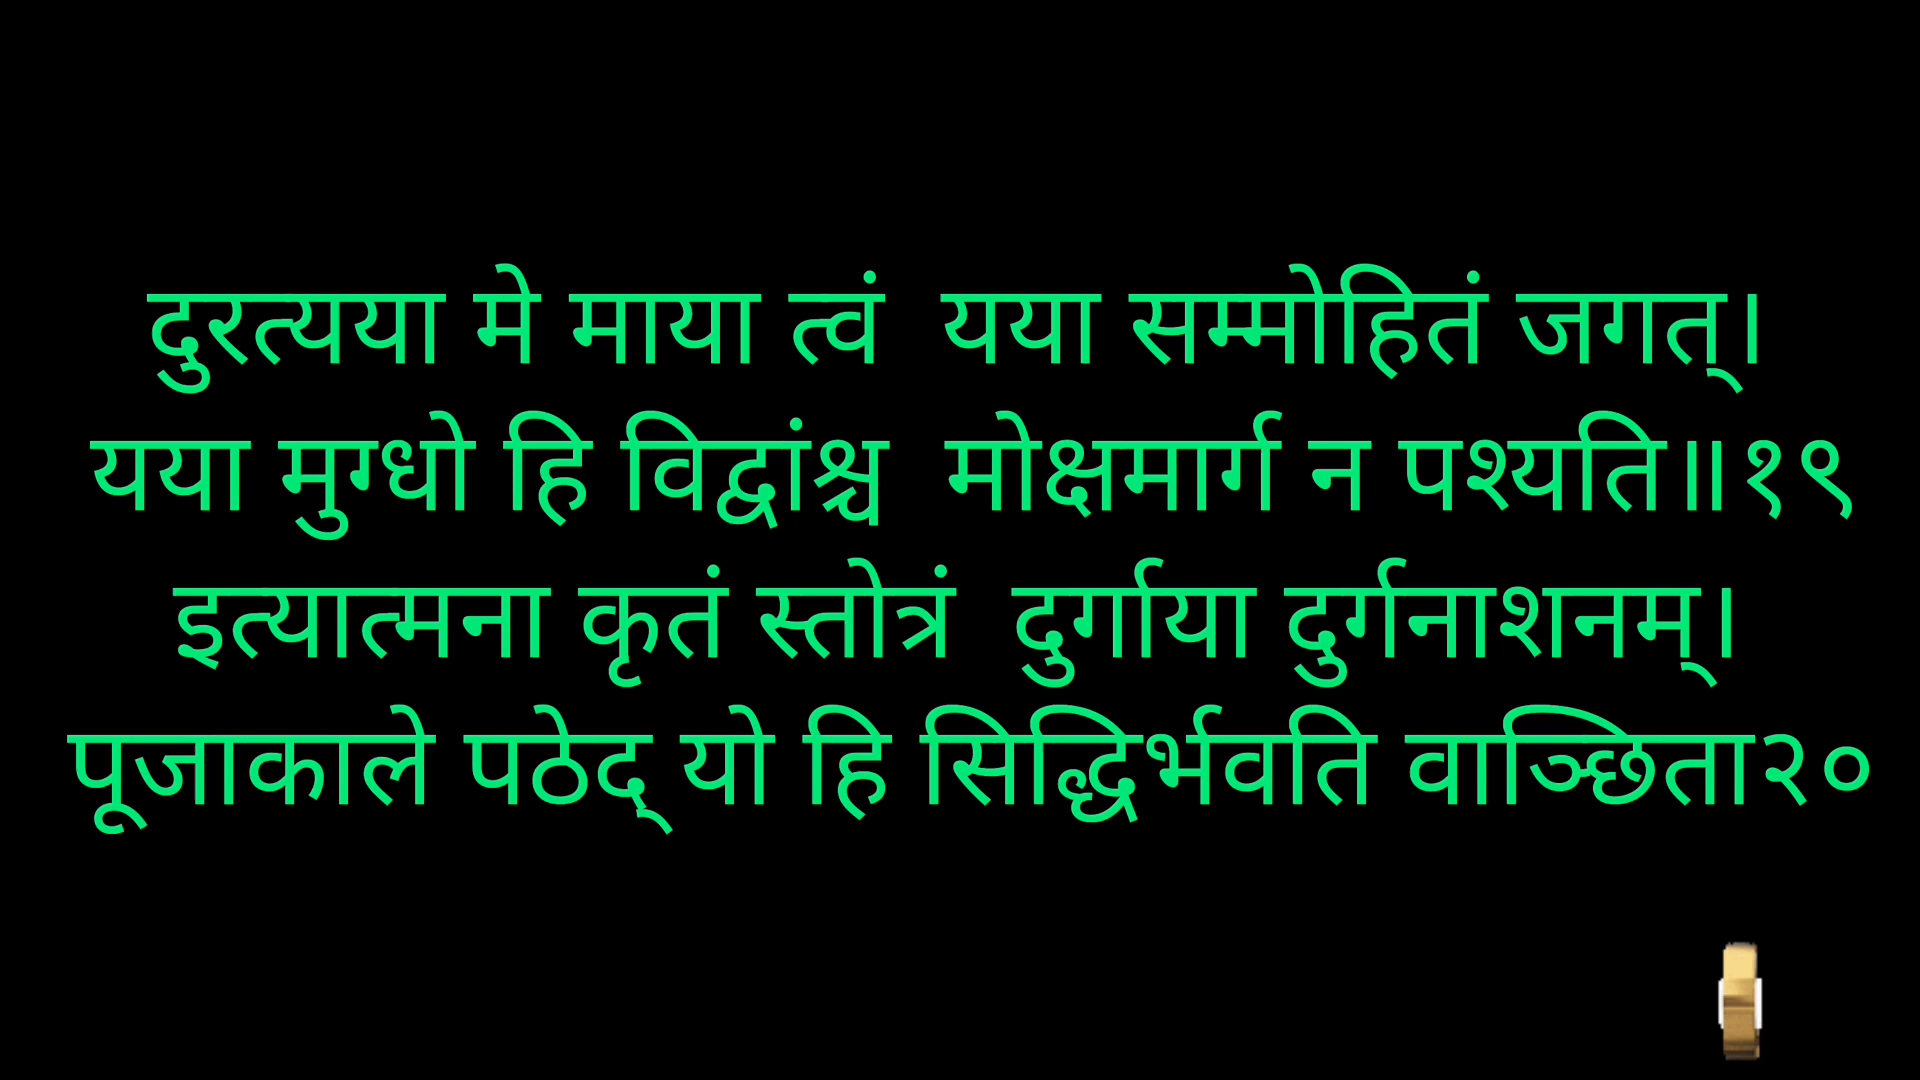 दुरत्यया मे माया त्वं  यया सम्मोहितं जगत्।
यया मुग्धो हि विद्वांश्च  मोक्षमार्ग न पश्यति॥१९
इत्यात्मना कृतं स्तोत्रं  दुर्गाया दुर्गनाशनम्।
पूजाकाले पठेद् यो हि सिद्धिर्भवति वाञ्छिता२०